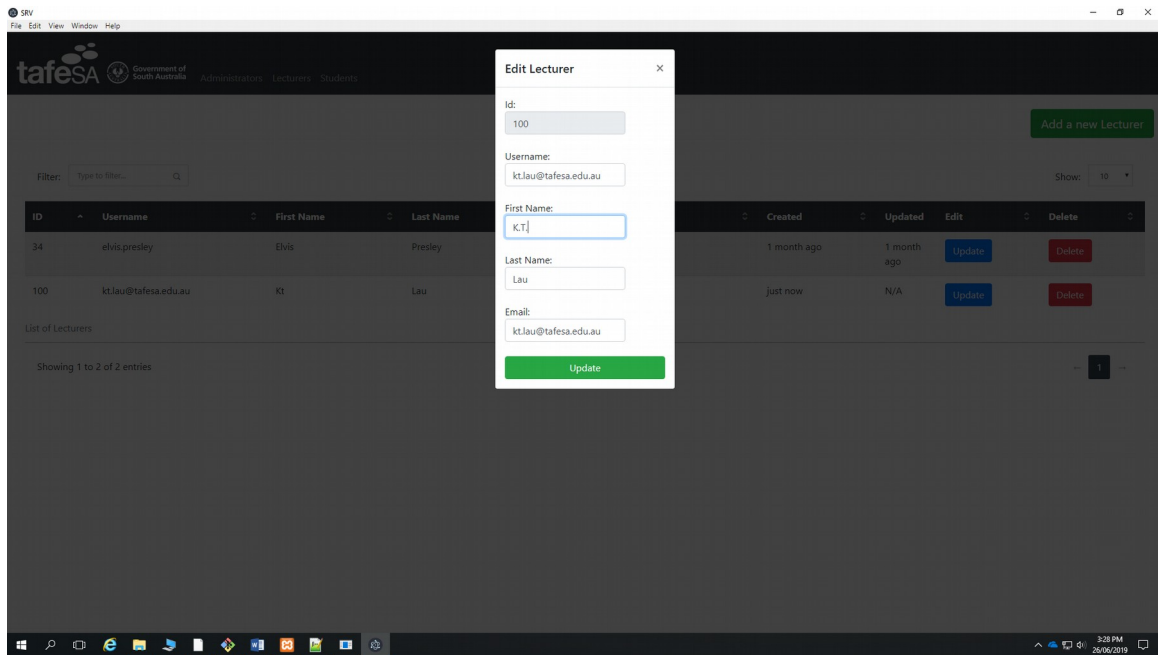 SRV
File Edit View Window Help
tafeSA Government of South Australia Administrators Lecturers Students
Edit Lecturer ×
Id:
100
Add a new Lecturer
Username:
kt.lau@tafesa.edu.au
Filter: Type to filter... Show: 10
First Name:
K.T.
ID Username First Name Last Name Created Updated Edit Delete
34 elvis.presley Elvis Presley 1 month ago 1 month ago Update Delete
Last Name:
Lau
100 kt.lau@tafesa.edu.au Kt Lau just now N/A Update Delete
Email:
kt.lau@tafesa.edu.au
List of Lecturers
Update
Showing 1 to 2 of 2 entries 1
3:28 PM
26/06/2019